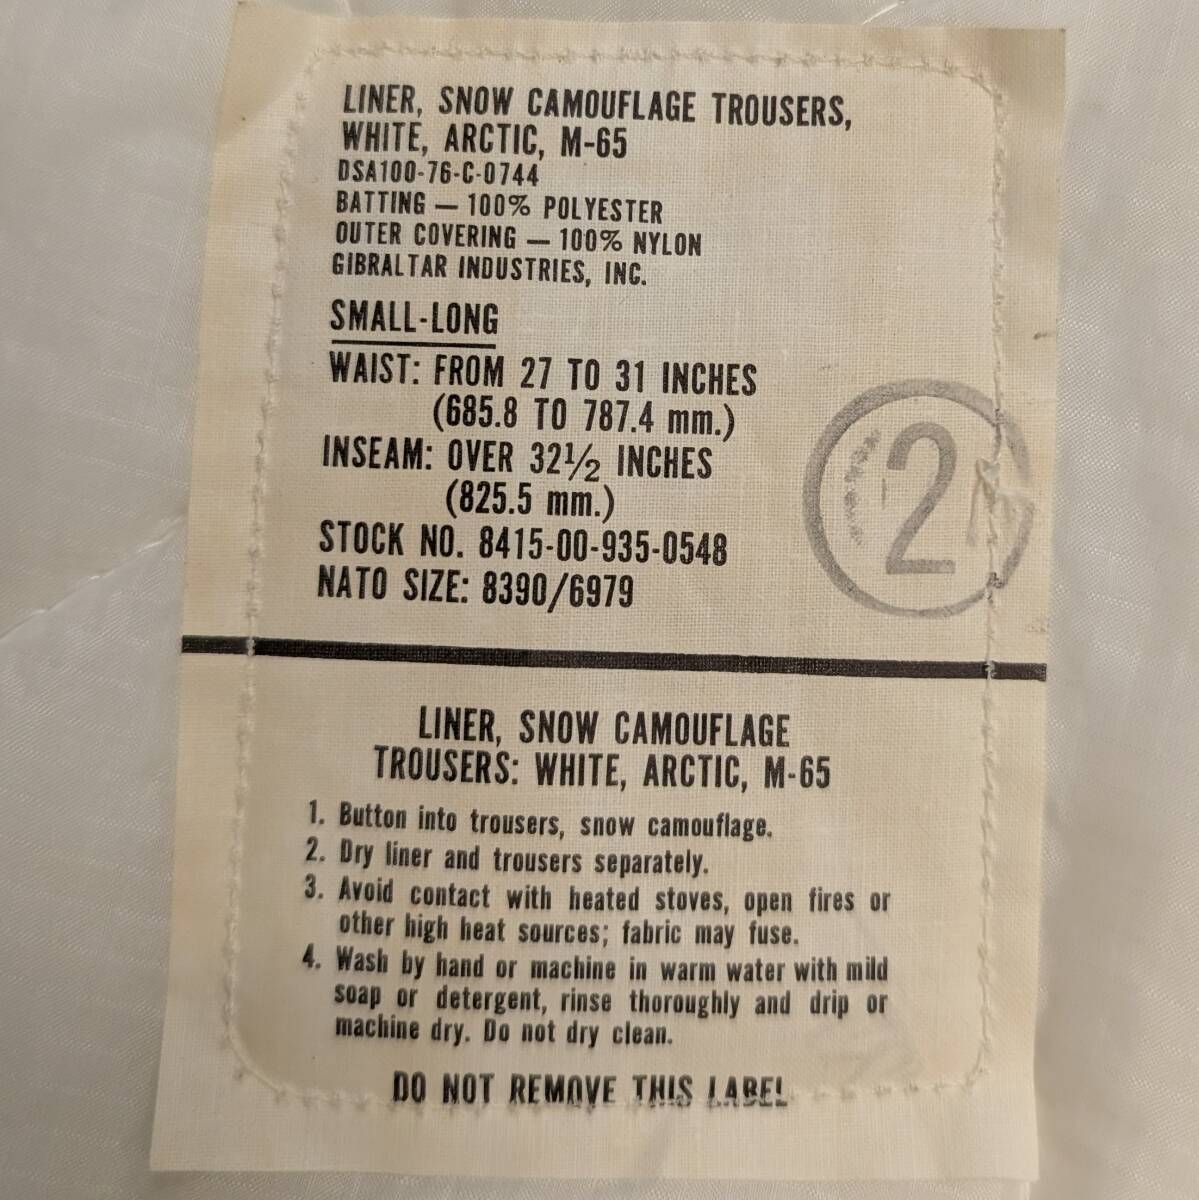 LINER, SNOW CAMOUFLAGE TROUSERS,
WHITE, ARCTIC, M-65
DSA100-76-C-0744
BATTING — 100% POLYESTER
OUTER COVERING — 100% NYLON
GIBRALTAR INDUSTRIES, INC.
SMALL-LONG
WAIST: FROM 27 TO 31 INCHES
(685.8 TO 787.4 mm.)
INSEAM: OVER 32½ INCHES
(825.5 mm.)
STOCK NO. 8415-00-935-0548
NATO SIZE: 8390/6979
2
LINER, SNOW CAMOUFLAGE
TROUSERS: WHITE, ARCTIC, M-65
1. Button into trousers, snow camouflage.
2. Dry liner and trousers separately.
3. Avoid contact with heated stoves, open fires or
other high heat sources; fabric may fuse.
4. Wash by hand or machine in warm water with mild
soap or detergent, rinse thoroughly and drip or
machine dry. Do not dry clean.
DO NOT REMOVE THIS LABEL